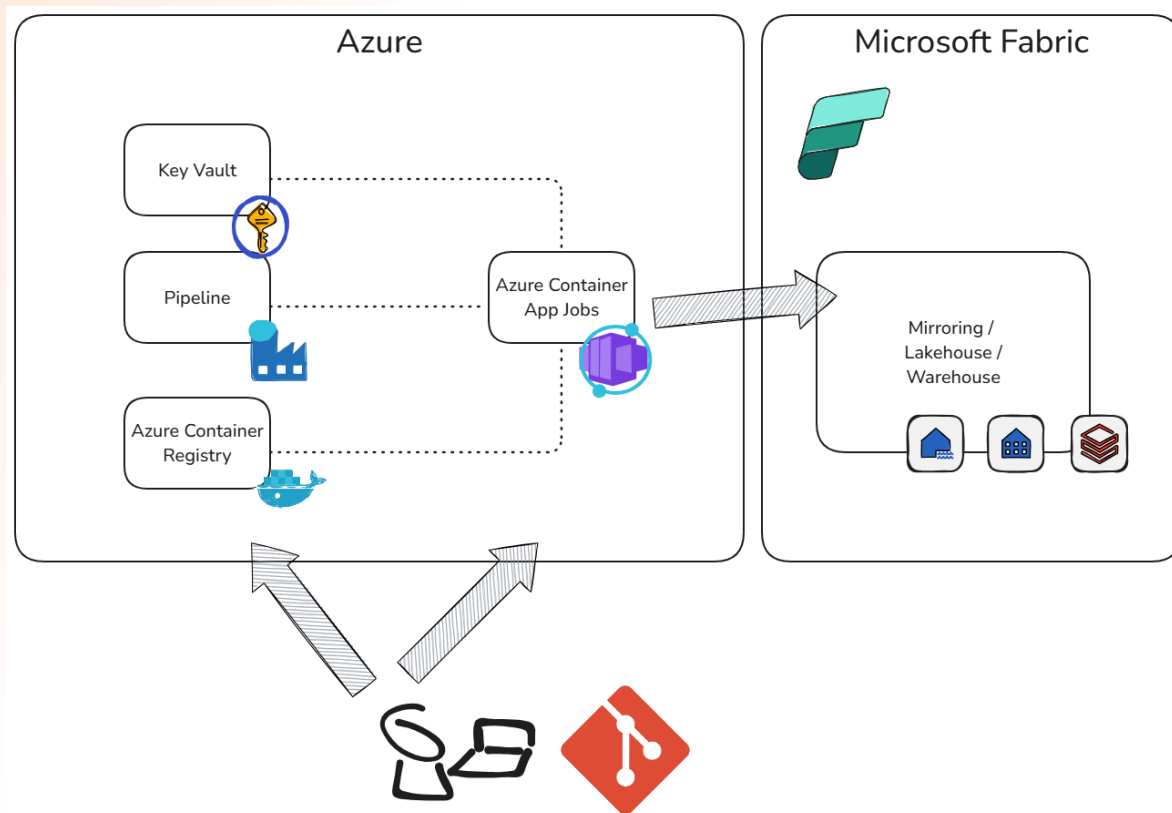 Azure
Microsoft Fabric
Key Vault
Pipeline
Azure Container
App Jobs
Azure Container
Registry
Mirroring /
Lakehouse /
Warehouse